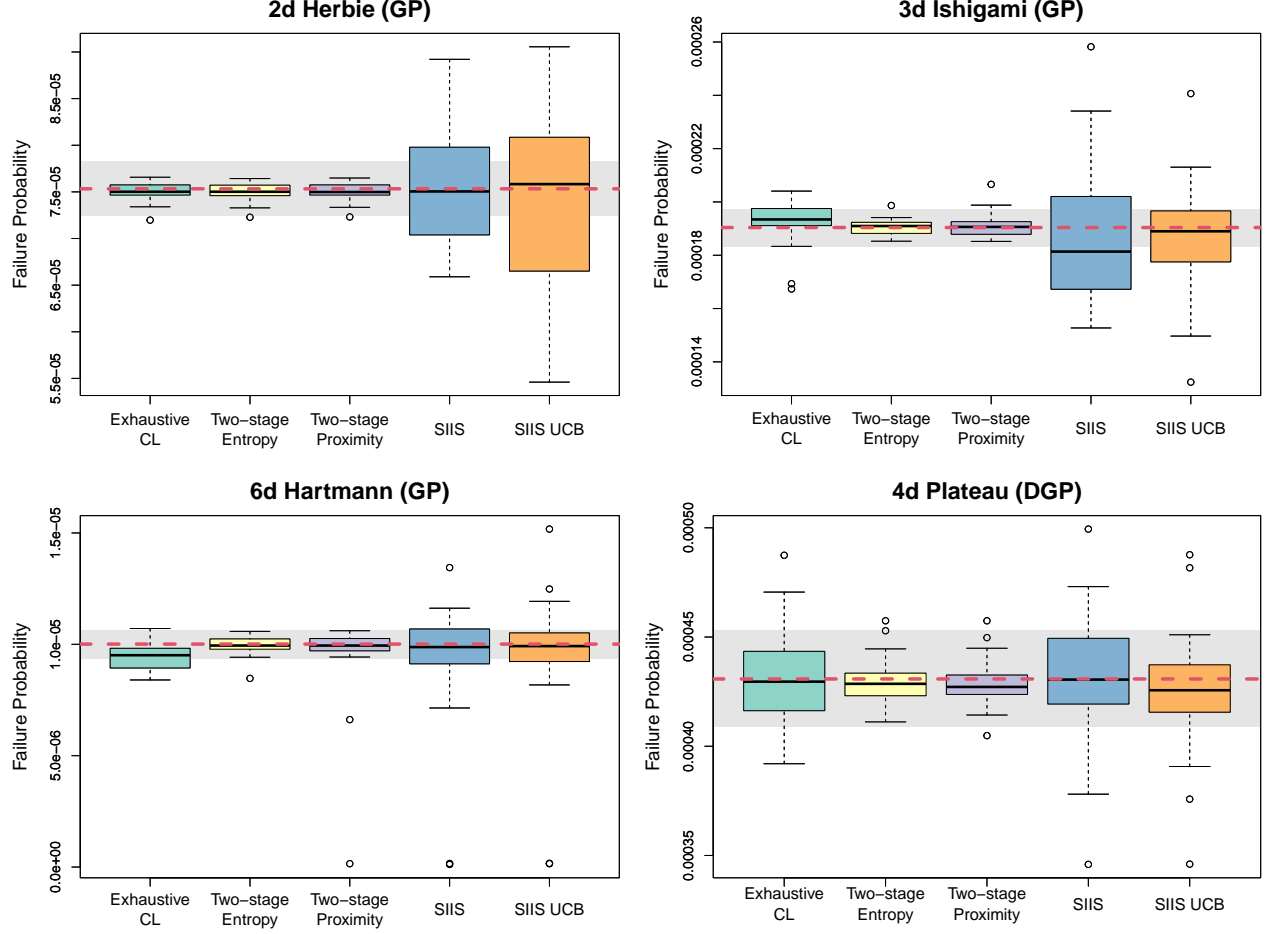 2d Herbie (GP)
Failure Probability
8.5e−05
7.5e−05
6.5e−05
5.5e−05
Exhaustive CL
Two−stage Entropy
Two−stage Proximity
SIIS
SIIS UCB
3d Ishigami (GP)
Failure Probability
0.00026
0.00022
0.00018
0.00014
Exhaustive CL
Two−stage Entropy
Two−stage Proximity
SIIS
SIIS UCB
6d Hartmann (GP)
Failure Probability
1.5e−05
1.0e−05
5.0e−06
0.0e+00
Exhaustive CL
Two−stage Entropy
Two−stage Proximity
SIIS
SIIS UCB
4d Plateau (DGP)
Failure Probability
0.00050
0.00045
0.00040
0.00035
Exhaustive CL
Two−stage Entropy
Two−stage Proximity
SIIS
SIIS UCB